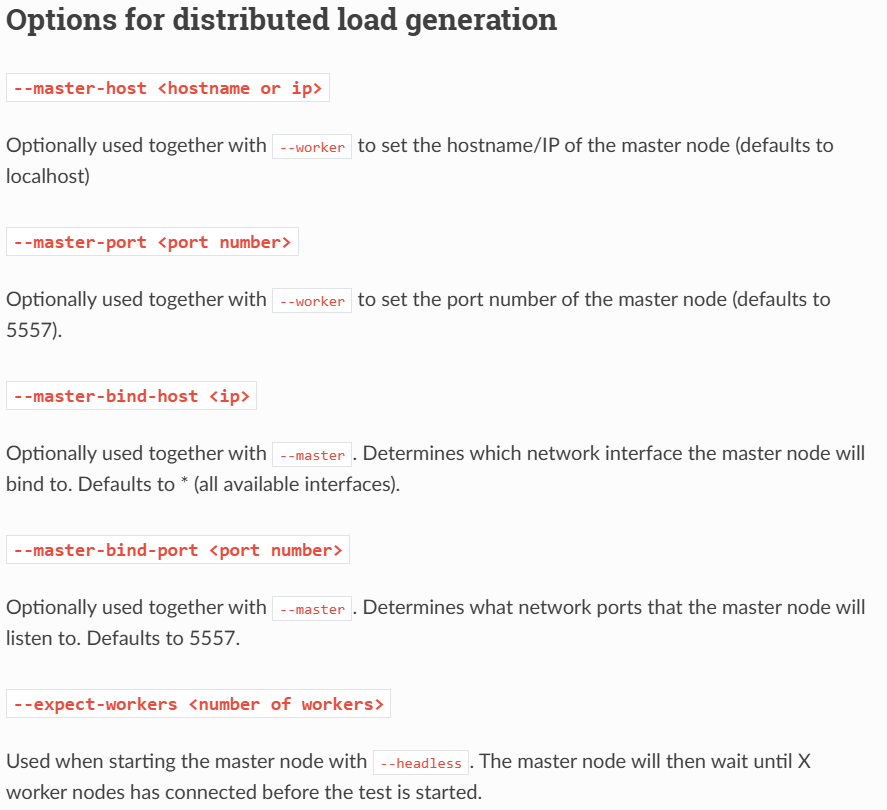 Options for distributed load generation
--master-host <hostname or ip>
Optionally used together with --worker to set the hostname/IP of the master node (defaults to
localhost)
--master-port <port number>
Optionally used together with --worker to set the port number of the master node (defaults to
5557).
--master-bind-host <ip>
Optionally used together with --master. Determines which network interface the master node will
bind to. Defaults to * (all available interfaces).
--master-bind-port <port number>
Optionally used together with --master. Determines what network ports that the master node will
listen to. Defaults to 5557.
--expect-workers <number of workers>
Used when starting the master node with --headless. The master node will then wait until X
worker nodes has connected before the test is started.